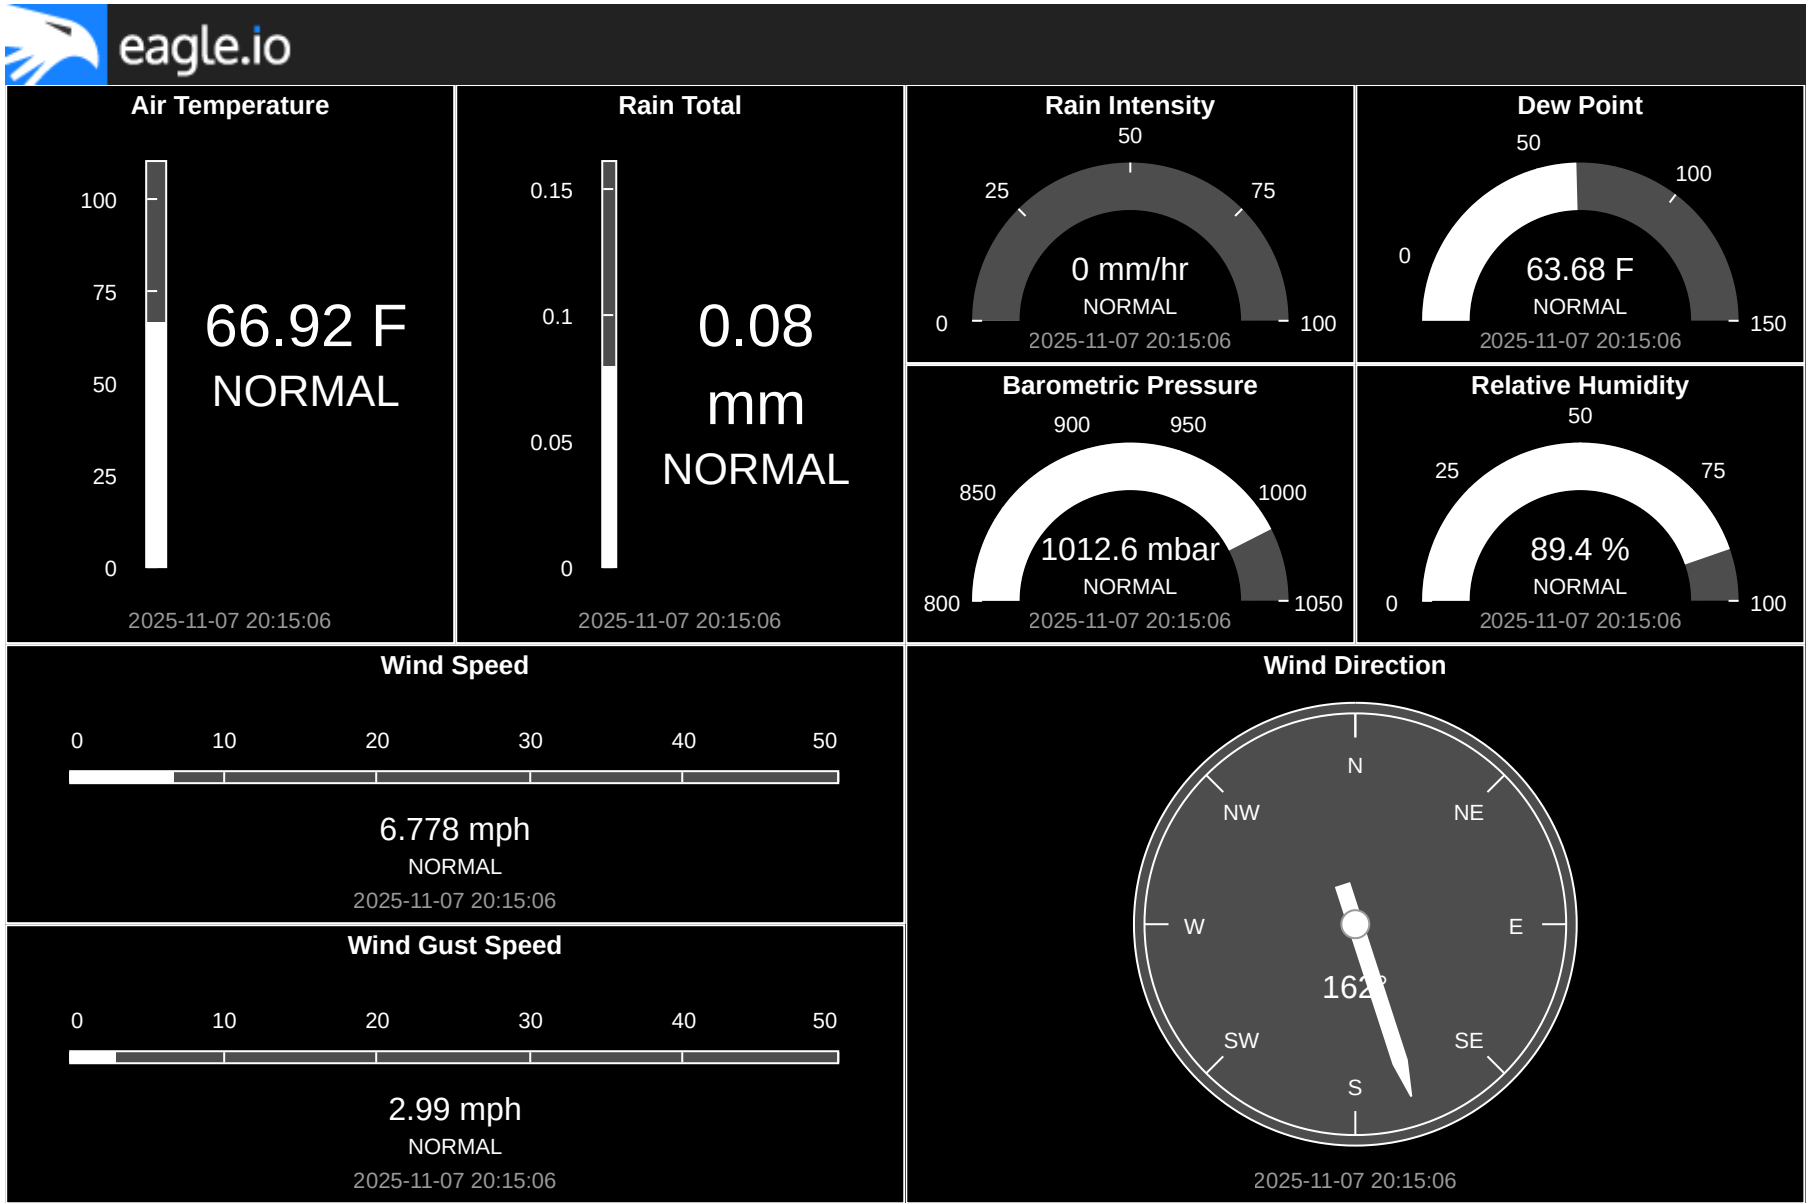 eagle.io
Air Temperature
100
75
50
25
0
66.92 F
NORMAL
2025-11-07 20:15:06
Rain Total
0.15
0.1
0.05
0
0.08
mm
NORMAL
2025-11-07 20:15:06
Rain Intensity
0
25
50
75
100
0 mm/hr
NORMAL
2025-11-07 20:15:06
Dew Point
0
50
100
150
63.68 F
NORMAL
2025-11-07 20:15:06
Barometric Pressure
800
850
900
950
1000
1050
1012.6 mbar
NORMAL
2025-11-07 20:15:06
Relative Humidity
0
25
50
75
100
89.4 %
NORMAL
2025-11-07 20:15:06
Wind Speed
0 10 20 30 40 50
6.778 mph
NORMAL
2025-11-07 20:15:06
Wind Gust Speed
0 10 20 30 40 50
2.99 mph
NORMAL
2025-11-07 20:15:06
Wind Direction
N
NW NE
W E
162°
SW SE
S
2025-11-07 20:15:06